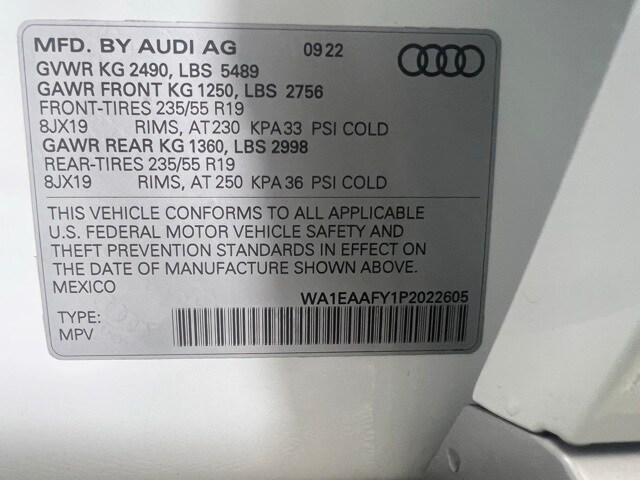 MFD. BY AUDI AG 09 22
GVWR KG 2490, LBS 5489
GAWR FRONT KG 1250, LBS 2756
FRONT-TIRES 235/55 R19
8JX19 RIMS, AT 230 KPA 33 PSI COLD
GAWR REAR KG 1360, LBS 2998
REAR-TIRES 235/55 R19
8JX19 RIMS, AT 250 KPA 36 PSI COLD
THIS VEHICLE CONFORMS TO ALL APPLICABLE
U.S. FEDERAL MOTOR VEHICLE SAFETY AND
THEFT PREVENTION STANDARDS IN EFFECT ON
THE DATE OF MANUFACTURE SHOWN ABOVE.
MEXICO
WA1EAAFY1P2022605
TYPE:
MPV